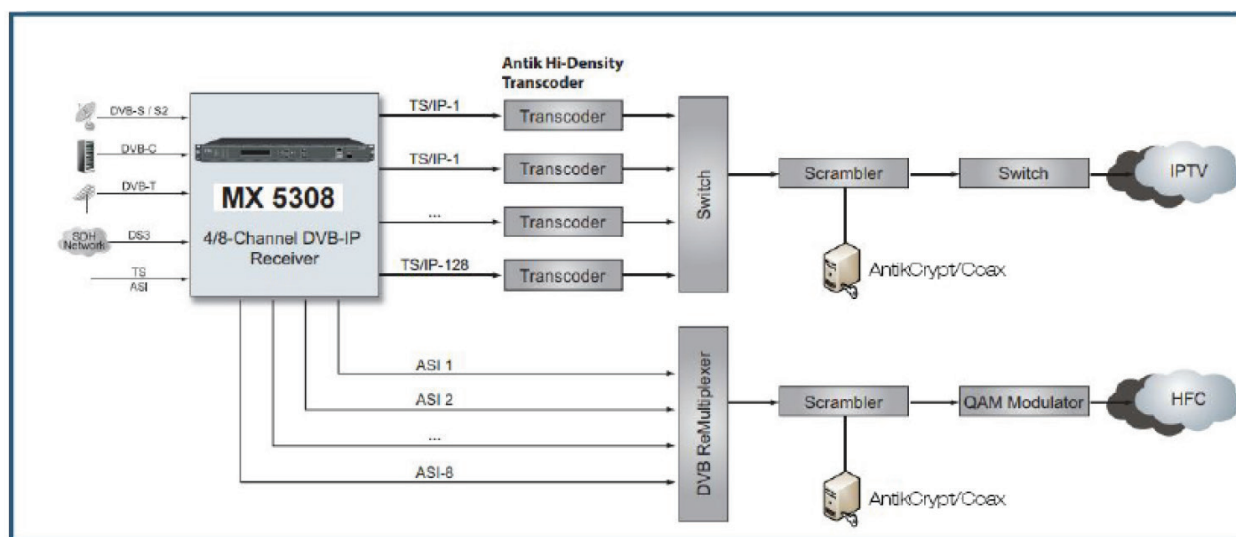 Antik Hi-Density
Transcoder
DVB-S / S2
DVB-C
DVB-T
SDH
Network
DS3
TS
ASI
MX 5308
4/8-Channel DVB-IP
Receiver
TS/IP-1
TS/IP-1
...
TS/IP-128
Transcoder
Transcoder
Transcoder
Transcoder
Switch
Scrambler
Switch
IPTV
AntikCrypt/Coax
ASI 1
ASI 2
...
ASI-8
DVB ReMultiplexer
Scrambler
QAM Modulator
HFC
AntikCrypt/Coax